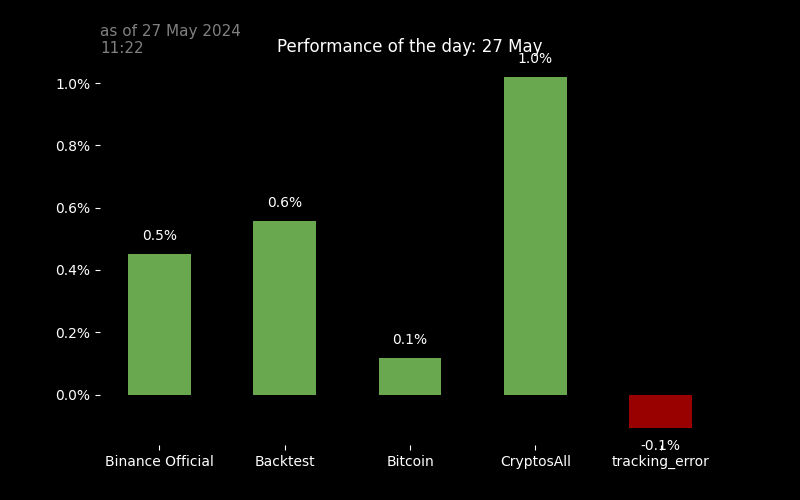 as of 27 May 2024
11:22
Performance of the day: 27 May
1.0%
1.0%
0.8%
0.6%
0.6%
0.5%
0.4%
0.2%
0.1%
0.0%
-0.1%
Binance Official
Backtest
Bitcoin
CryptosAll
tracking_error